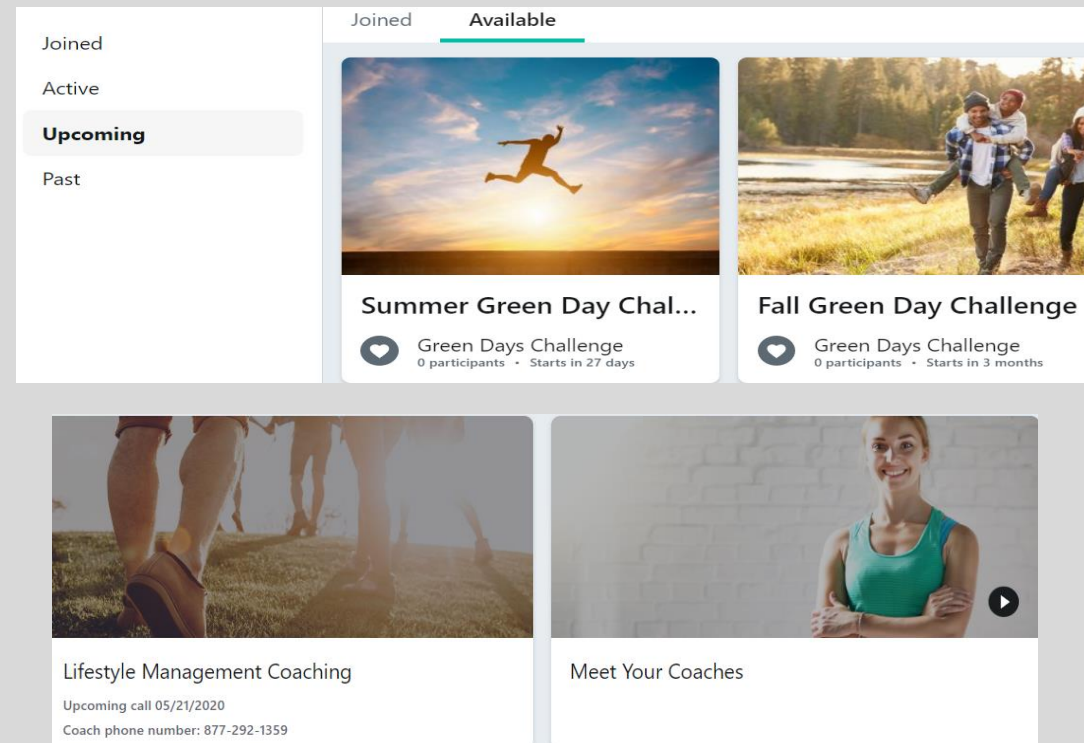 Joined
Active
Upcoming
Past
Joined Available
Summer Green Day Chal...
Green Days Challenge
0 participants • Starts in 27 days
Fall Green Day Challenge
Green Days Challenge
0 participants • Starts in 3 months
Lifestyle Management Coaching
Upcoming call 05/21/2020
Coach phone number: 877-292-1359
Meet Your Coaches